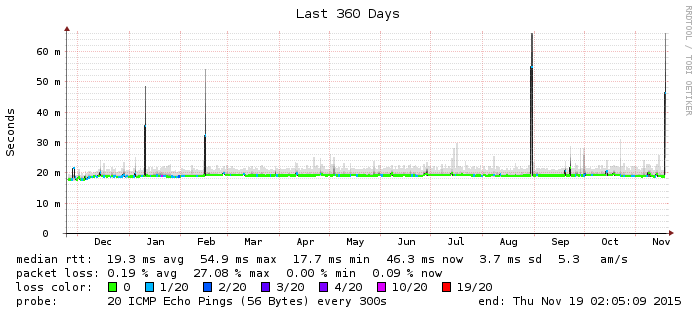 Last 360 Days
RRDTOOL / TOBI OETIKER
Seconds
60 m
50 m
40 m
30 m
20 m
10 m
0
Dec Jan Feb Mar Apr May Jun Jul Aug Sep Oct Nov
median rtt: 19.3 ms avg 54.9 ms max 17.7 ms min 46.3 ms now 3.7 ms sd 5.3 am/s
packet loss: 0.19 % avg 27.08 % max 0.00 % min 0.09 % now
loss color: 0 1/20 2/20 3/20 4/20 10/20 19/20
probe: 20 ICMP Echo Pings (56 Bytes) every 300s end: Thu Nov 19 02:05:09 2015